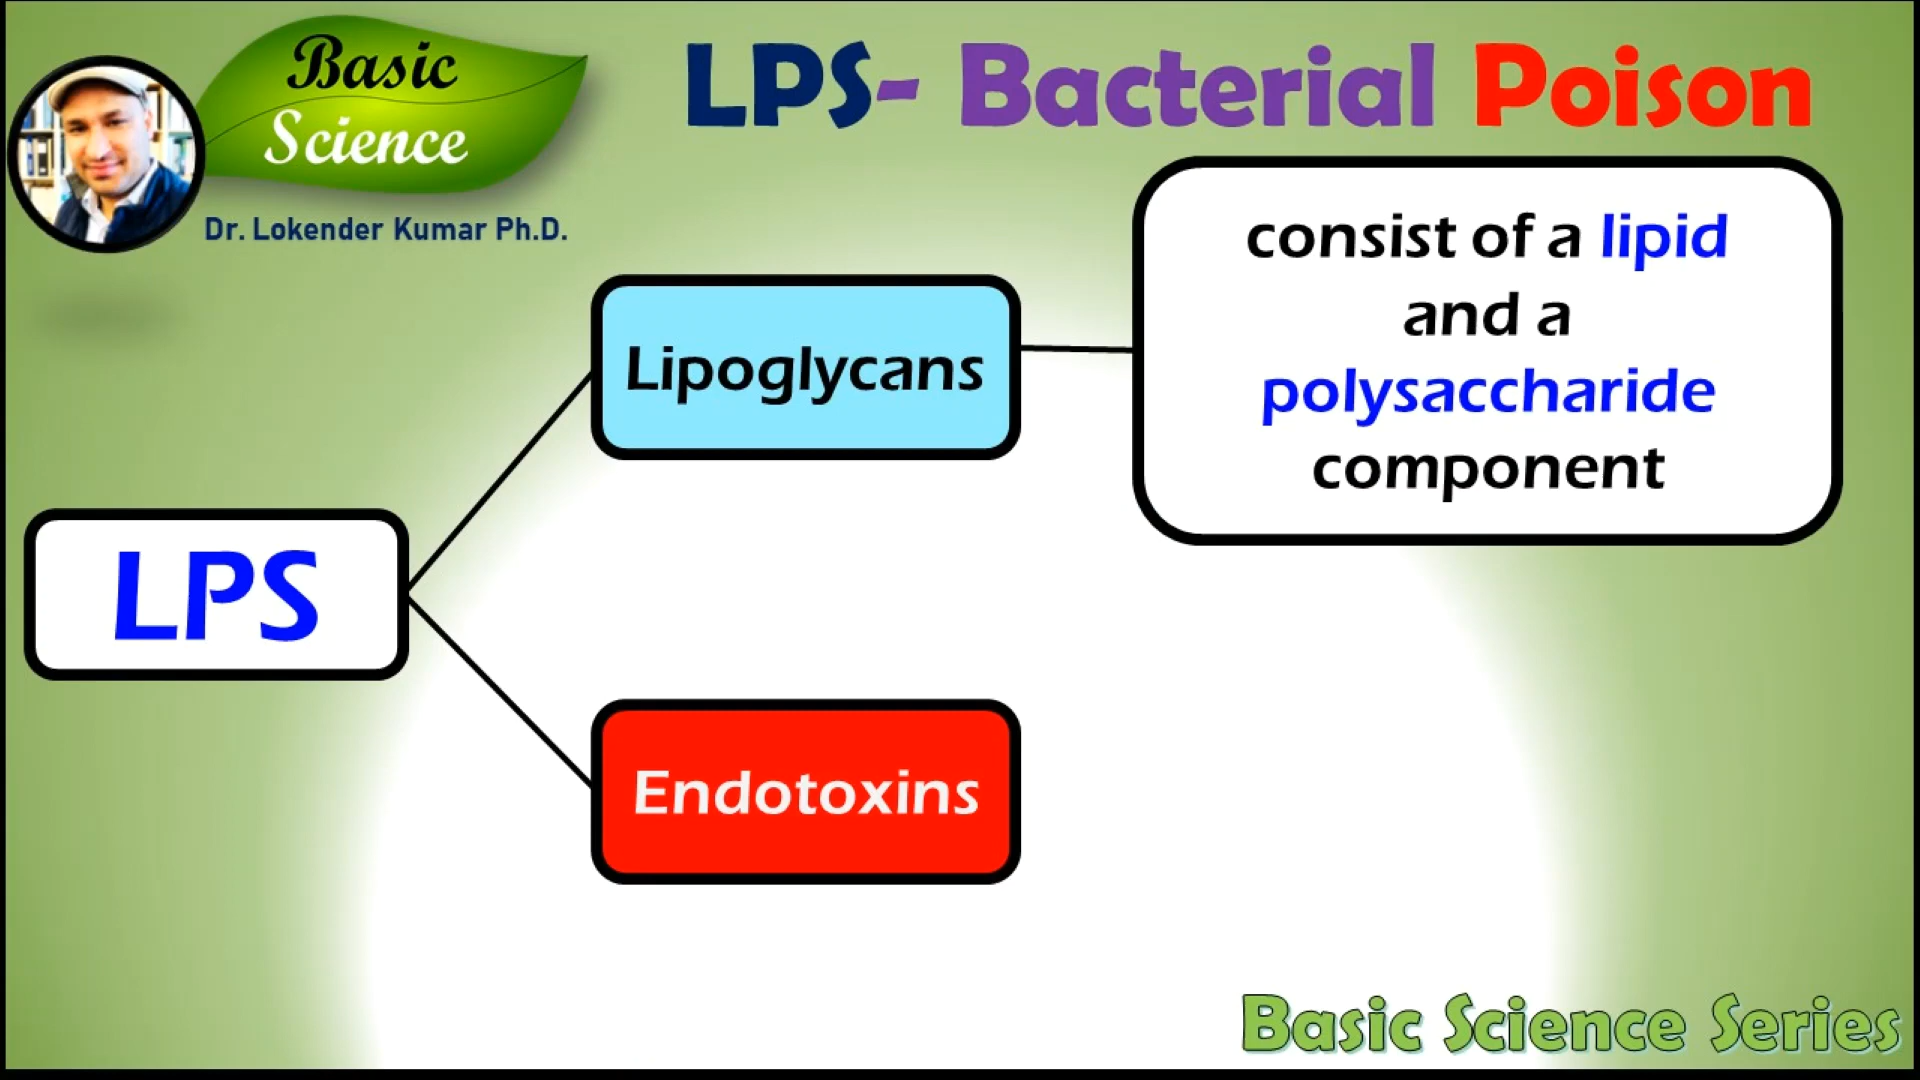 Basic
Science
Dr. Lokender Kumar Ph.D.
LPS- Bacterial Poison
consist of a lipid
and a
polysaccharide
component
Lipoglycans
LPS
Endotoxins
Basic Science Series